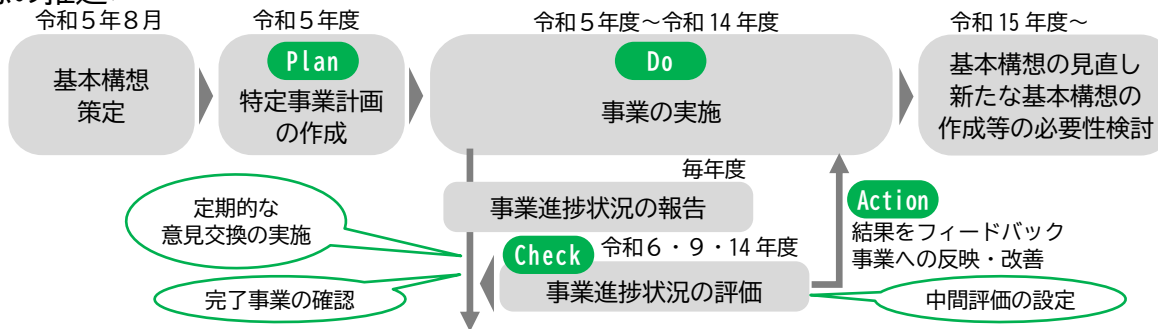 令和５年８月
令和５年度
令和５年度～令和 14 年度
令和 15 年度～
基本構想
策定
Plan
特定事業計画
の作成
Do
事業の実施
基本構想の見直し
新たな基本構想の
作成等の必要性検討
毎年度
事業進捗状況の報告
定期的な
意見交換の実施
Check
令和６・９・14 年度
事業進捗状況の評価
Action
結果をフィードバック
事業への反映・改善
完了事業の確認
中間評価の設定